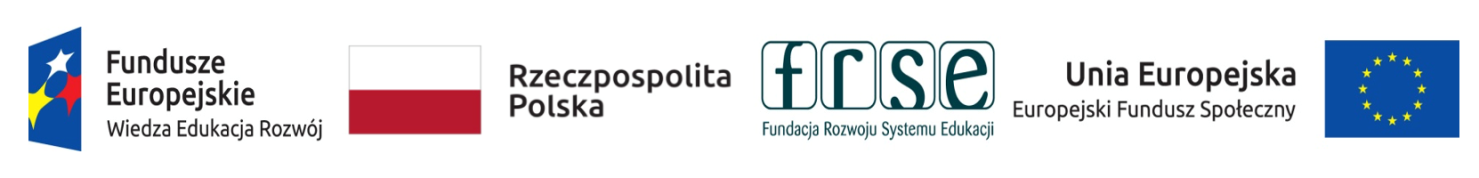 Fundusze
Europejskie
Wiedza Edukacja Rozwój
Rzeczpospolita
Polska
frse
Fundacja Rozwoju Systemu Edukacji
Unia Europejska
Europejski Fundusz Społeczny